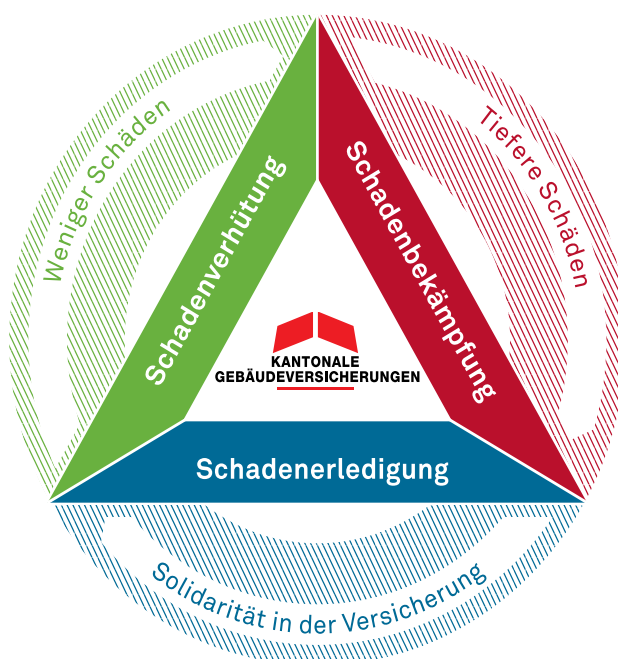 Weniger Schäden
Tiefere Schäden
Schadenverhütung
Schadenbekämpfung
KANTONALE
GEBÄUDEVERSICHERUNGEN
Schadenerledigung
Solidarität in der Versicherung